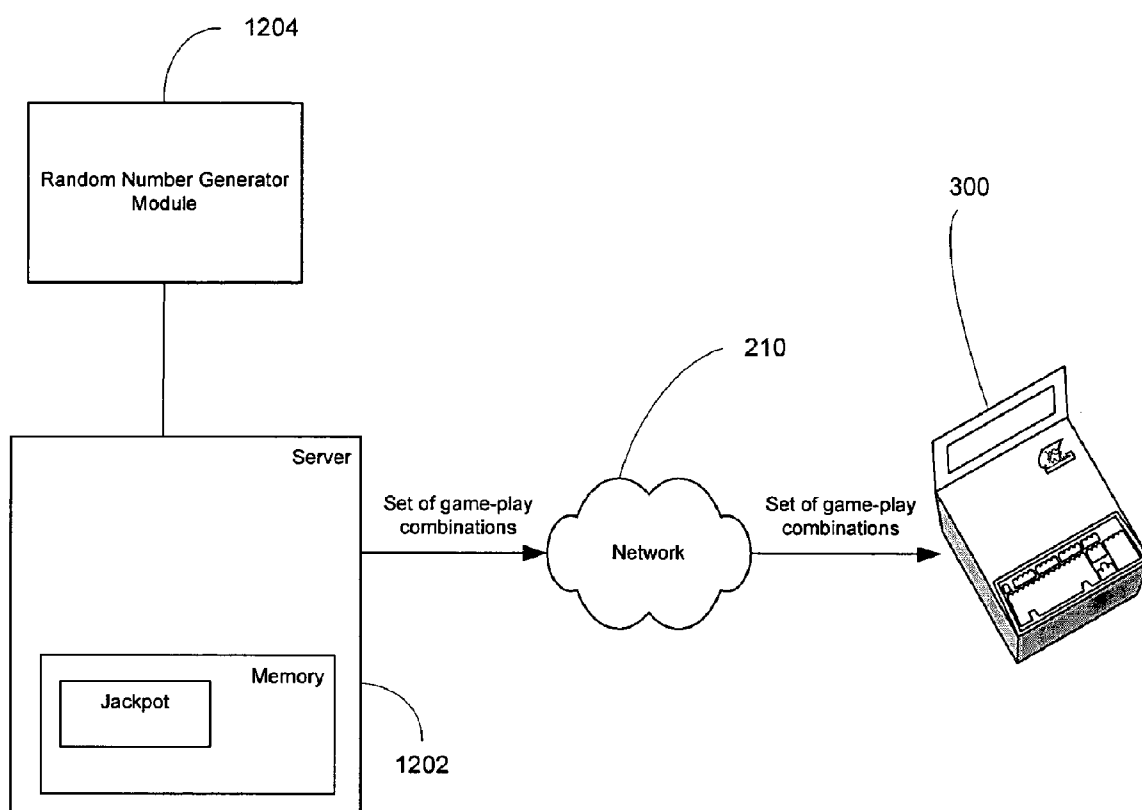 1204
Random Number Generator
Module
300
210
Server
Set of game-play
combinations
Network
Set of game-play
combinations
Memory
Jackpot
1202